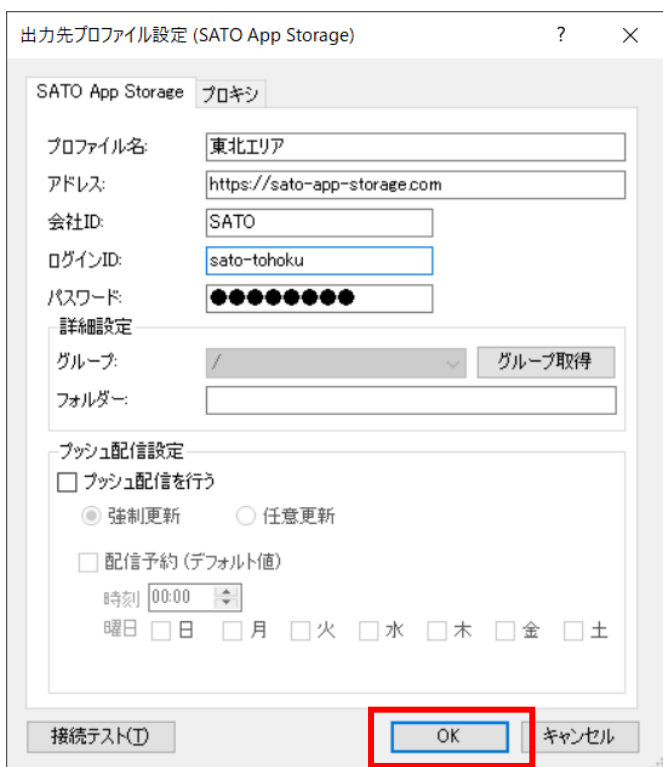 出力先プロファイル設定 (SATO App Storage) ? ×
SATO App Storage プロキシ
プロファイル名: 東北エリア
アドレス: https://sato-app-storage.com
会社ID: SATO
ログインID: sato-tohoku
パスワード: ●●●●●●●●
詳細設定
グループ: / グループ取得
フォルダー:
プッシュ配信設定
プッシュ配信を行う
強制更新 任意更新
配信予約 (デフォルト値)
時刻 00:00
曜日 日 月 火 水 木 金 土
接続テスト(T) OK キャンセル